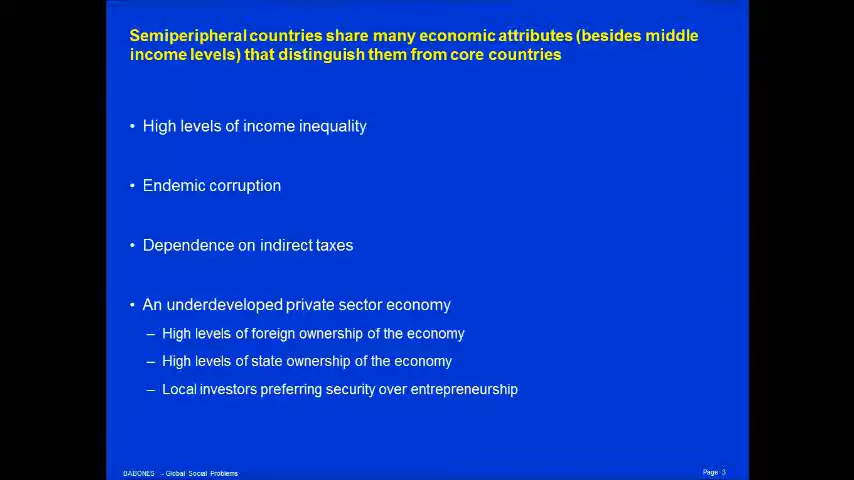 Semiperipheral countries share many economic attributes (besides middle
income levels) that distinguish them from core countries
• High levels of income inequality
• Endemic corruption
• Dependence on indirect taxes
• An underdeveloped private sector economy
– High levels of foreign ownership of the economy
– High levels of state ownership of the economy
– Local investors preferring security over entrepreneurship
BABONES – Global Social Problems
Page 3